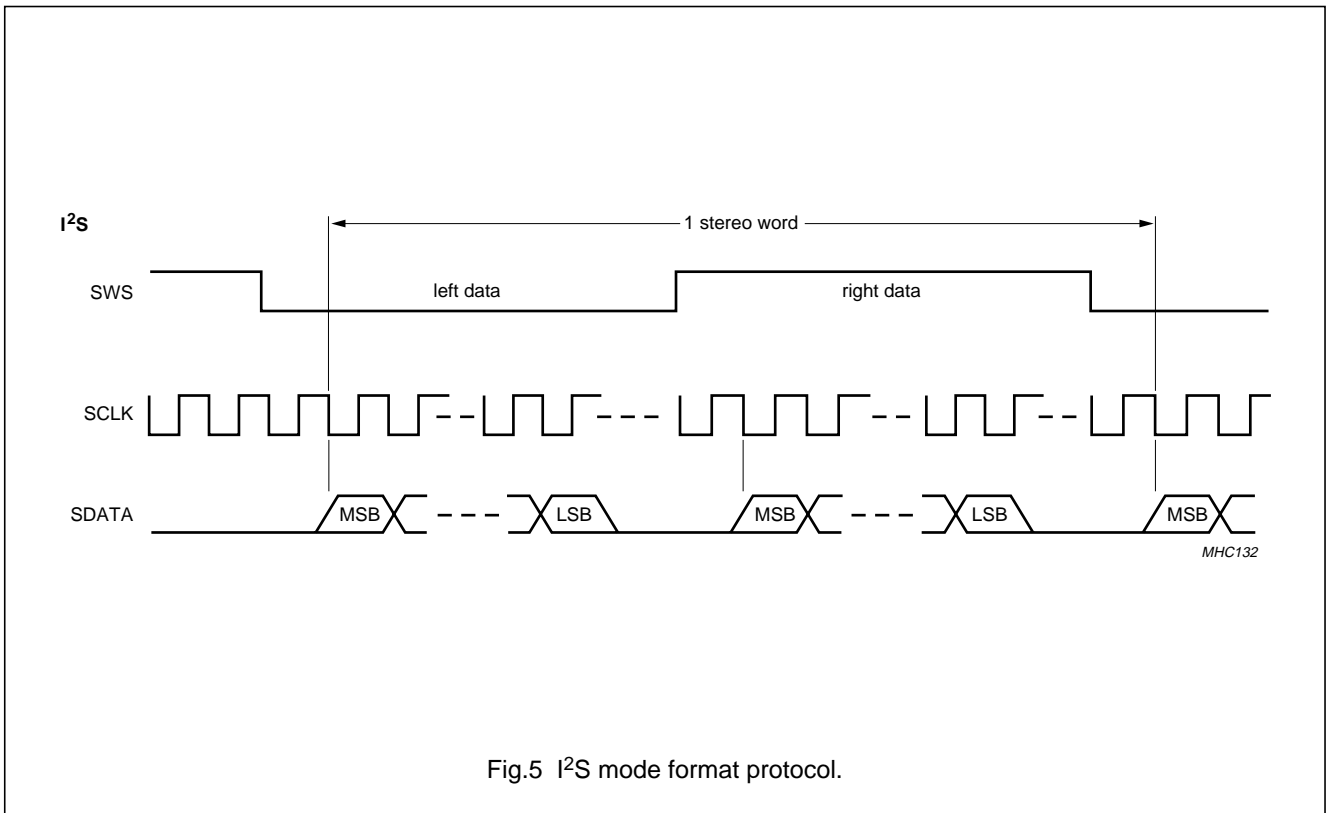 I²S
1 stereo word
SWS
left data
right data
SCLK
SDATA
MSB
LSB
MSB
LSB
MSB
MHC132
Fig.5 I²S mode format protocol.